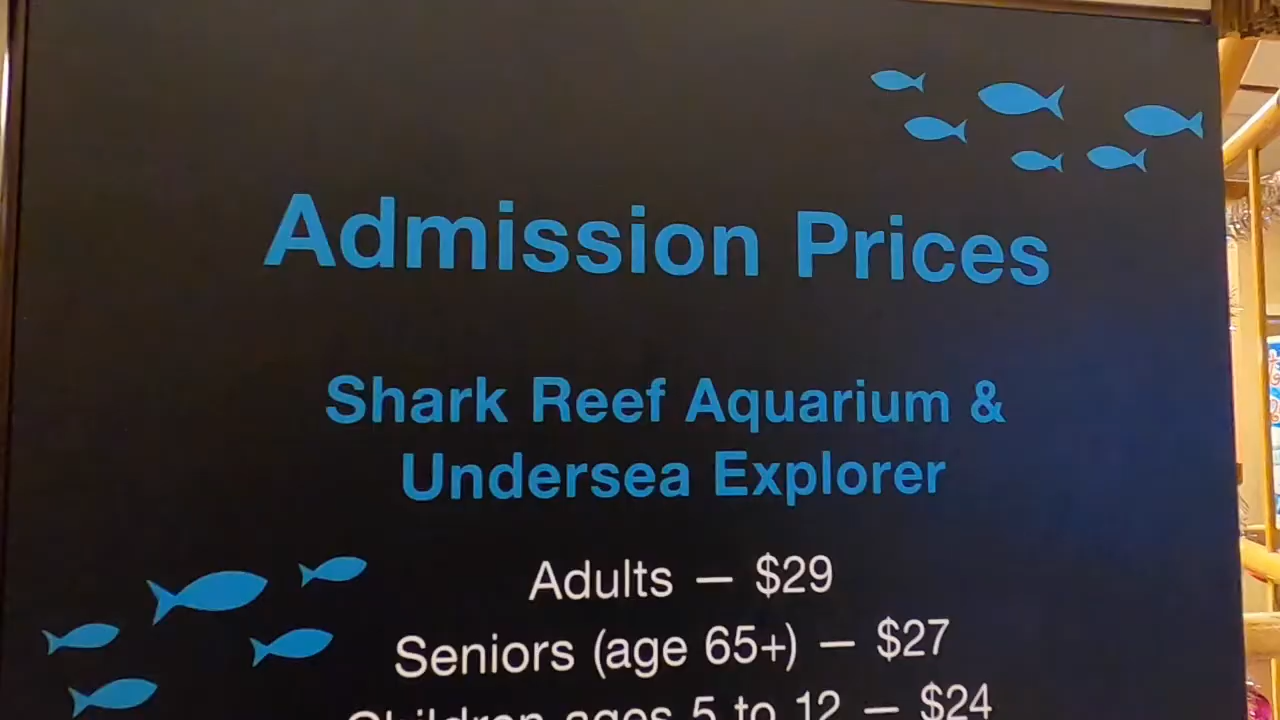 Admission Prices
Shark Reef Aquarium &
Undersea Explorer
Adults — $29
Seniors (age 65+) — $27
Children ages 5 to 12 — $24